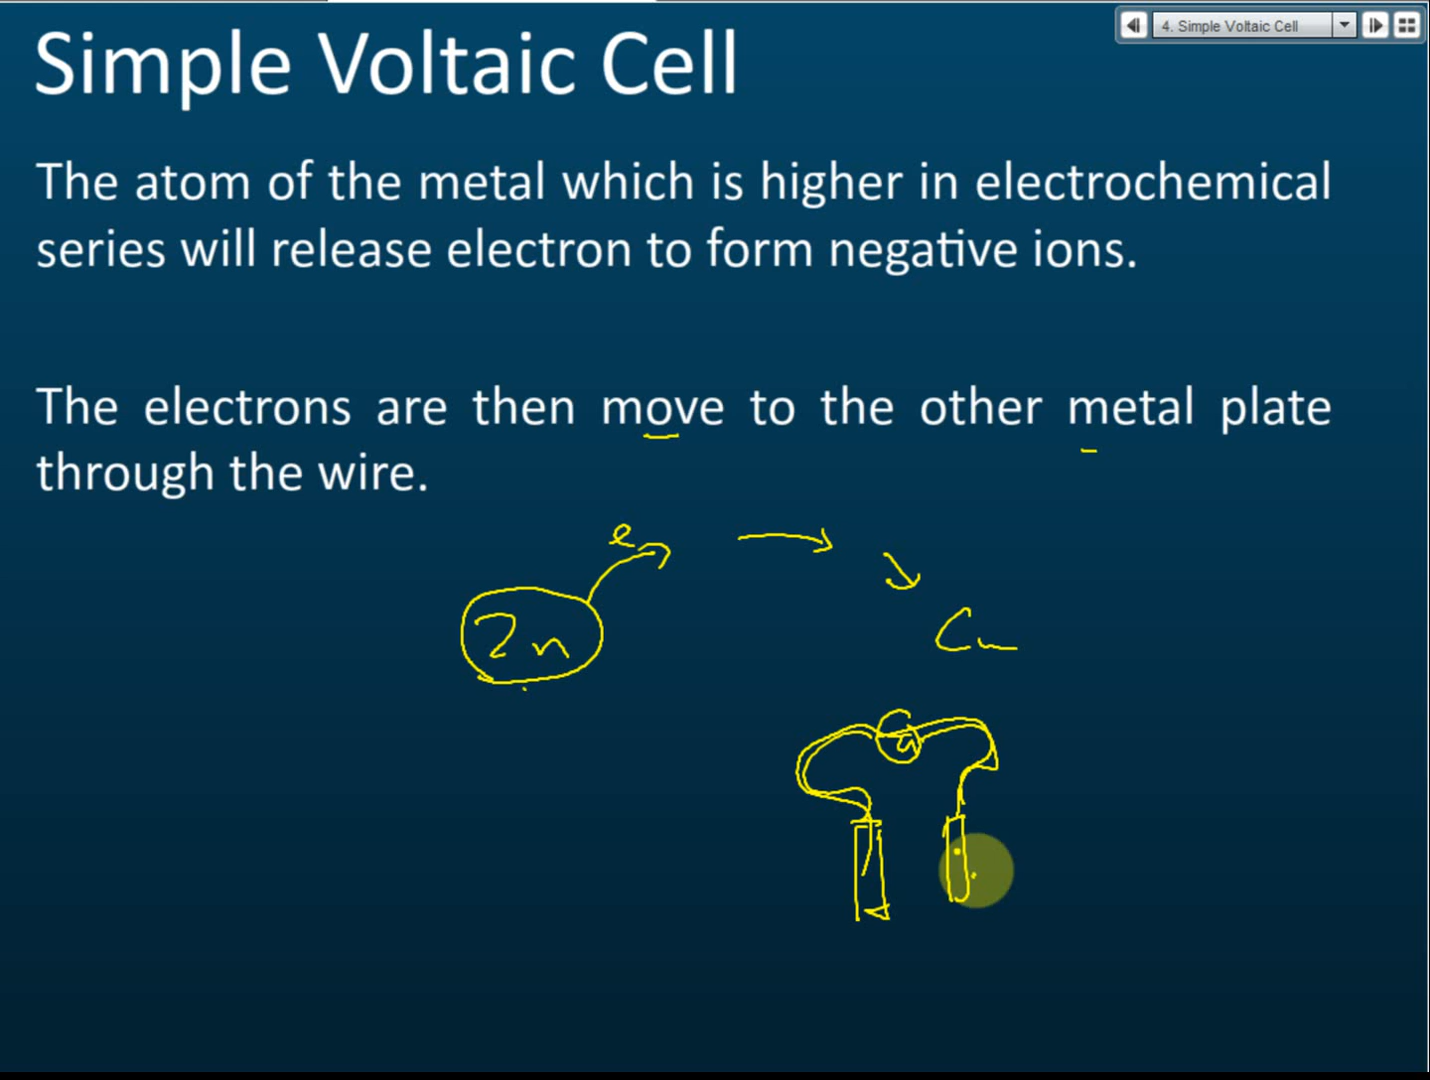 Simple Voltaic Cell
4. Simple Voltaic Cell
The atom of the metal which is higher in electrochemical
series will release electron to form negative ions.
The electrons are then move to the other metal plate
through the wire.
e
Zn
Cu
G